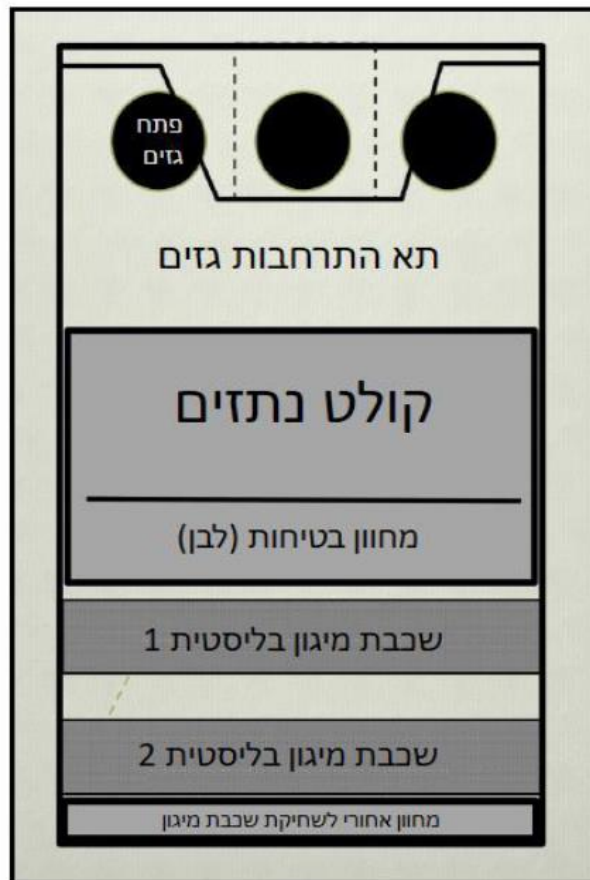 פתח
גזים
תא התרחבות גזים
קולט נתזים
מחוון בטיחות (לבן)
שכבת מיגון בליסטית 1
שכבת מיגון בליסטית 2
מחוון אחורי לשחיקת שכבת מיגון